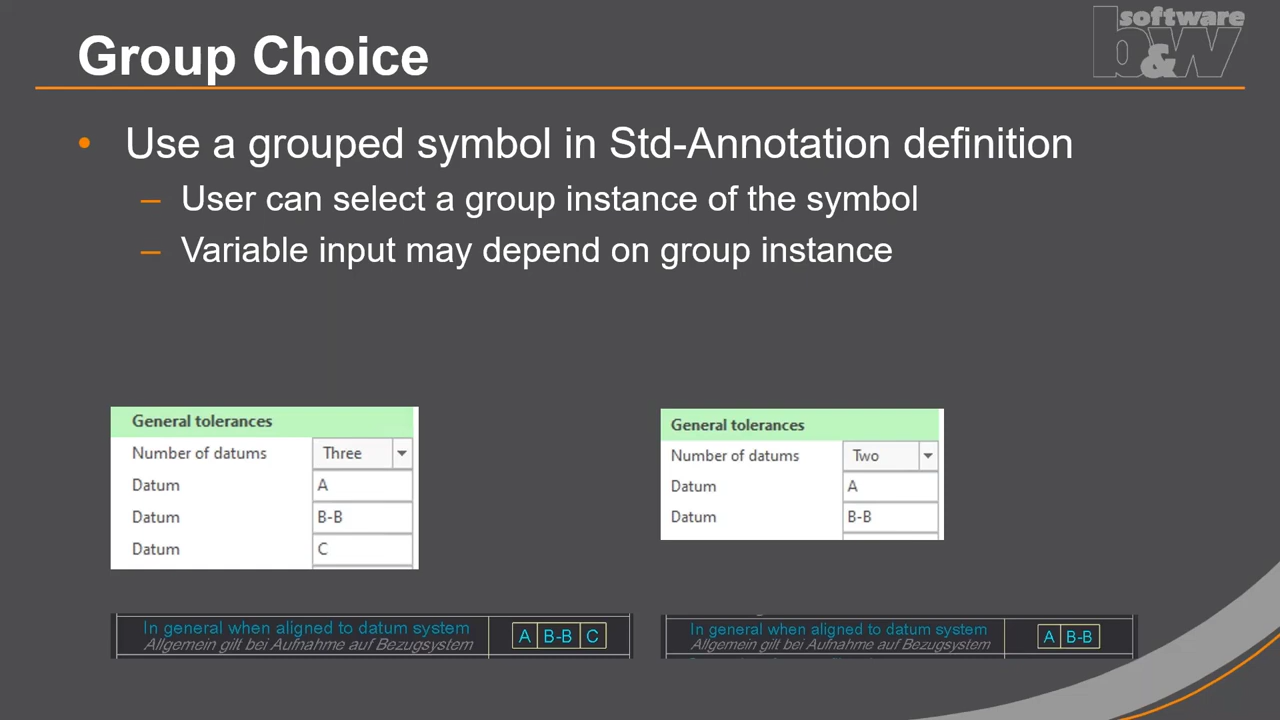 Group Choice
software
b&w
• Use a grouped symbol in Std-Annotation definition
– User can select a group instance of the symbol
– Variable input may depend on group instance
General tolerances
Number of datums Three
Datum A
Datum B-B
Datum C
General tolerances
Number of datums Two
Datum A
Datum B-B
In general when aligned to datum system
Allgemein gilt bei Aufnahme auf Bezugsystem
A B-B C
In general when aligned to datum system
Allgemein gilt bei Aufnahme auf Bezugsystem
A B-B